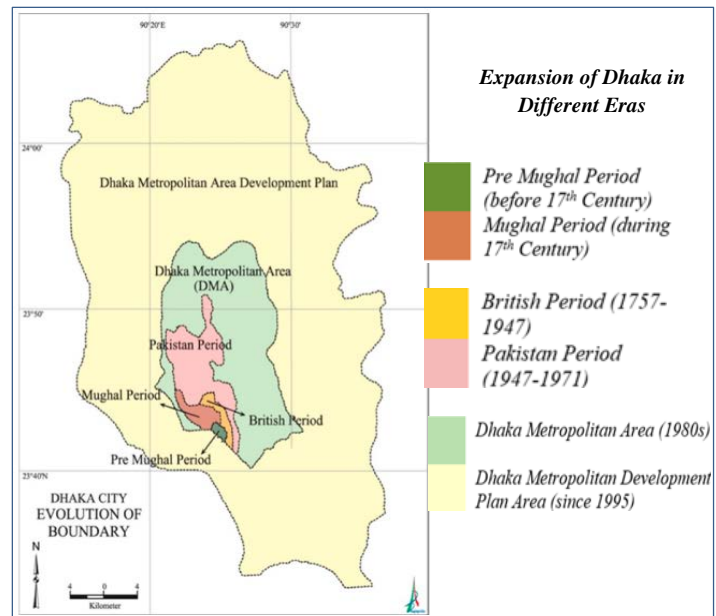 90°20'E
90°30'
Expansion of Dhaka in
Different Eras
24°00'
Dhaka Metropolitan Area Development Plan
Pre Mughal Period
(before 17th Century)
Mughal Period (during
17th Century)
Dhaka Metropolitan Area
(DMA)
23°50'
British Period (1757-
1947)
Pakistan Period
Pakistan Period
(1947-1971)
Mughal Period
British Period
Dhaka Metropolitan Area (1980s)
Pre Mughal Period
23°40'N
Dhaka Metropolitan Development
Plan Area (since 1995)
DHAKA CITY
EVOLUTION OF
BOUNDARY
N
4 0 4
Kilometer